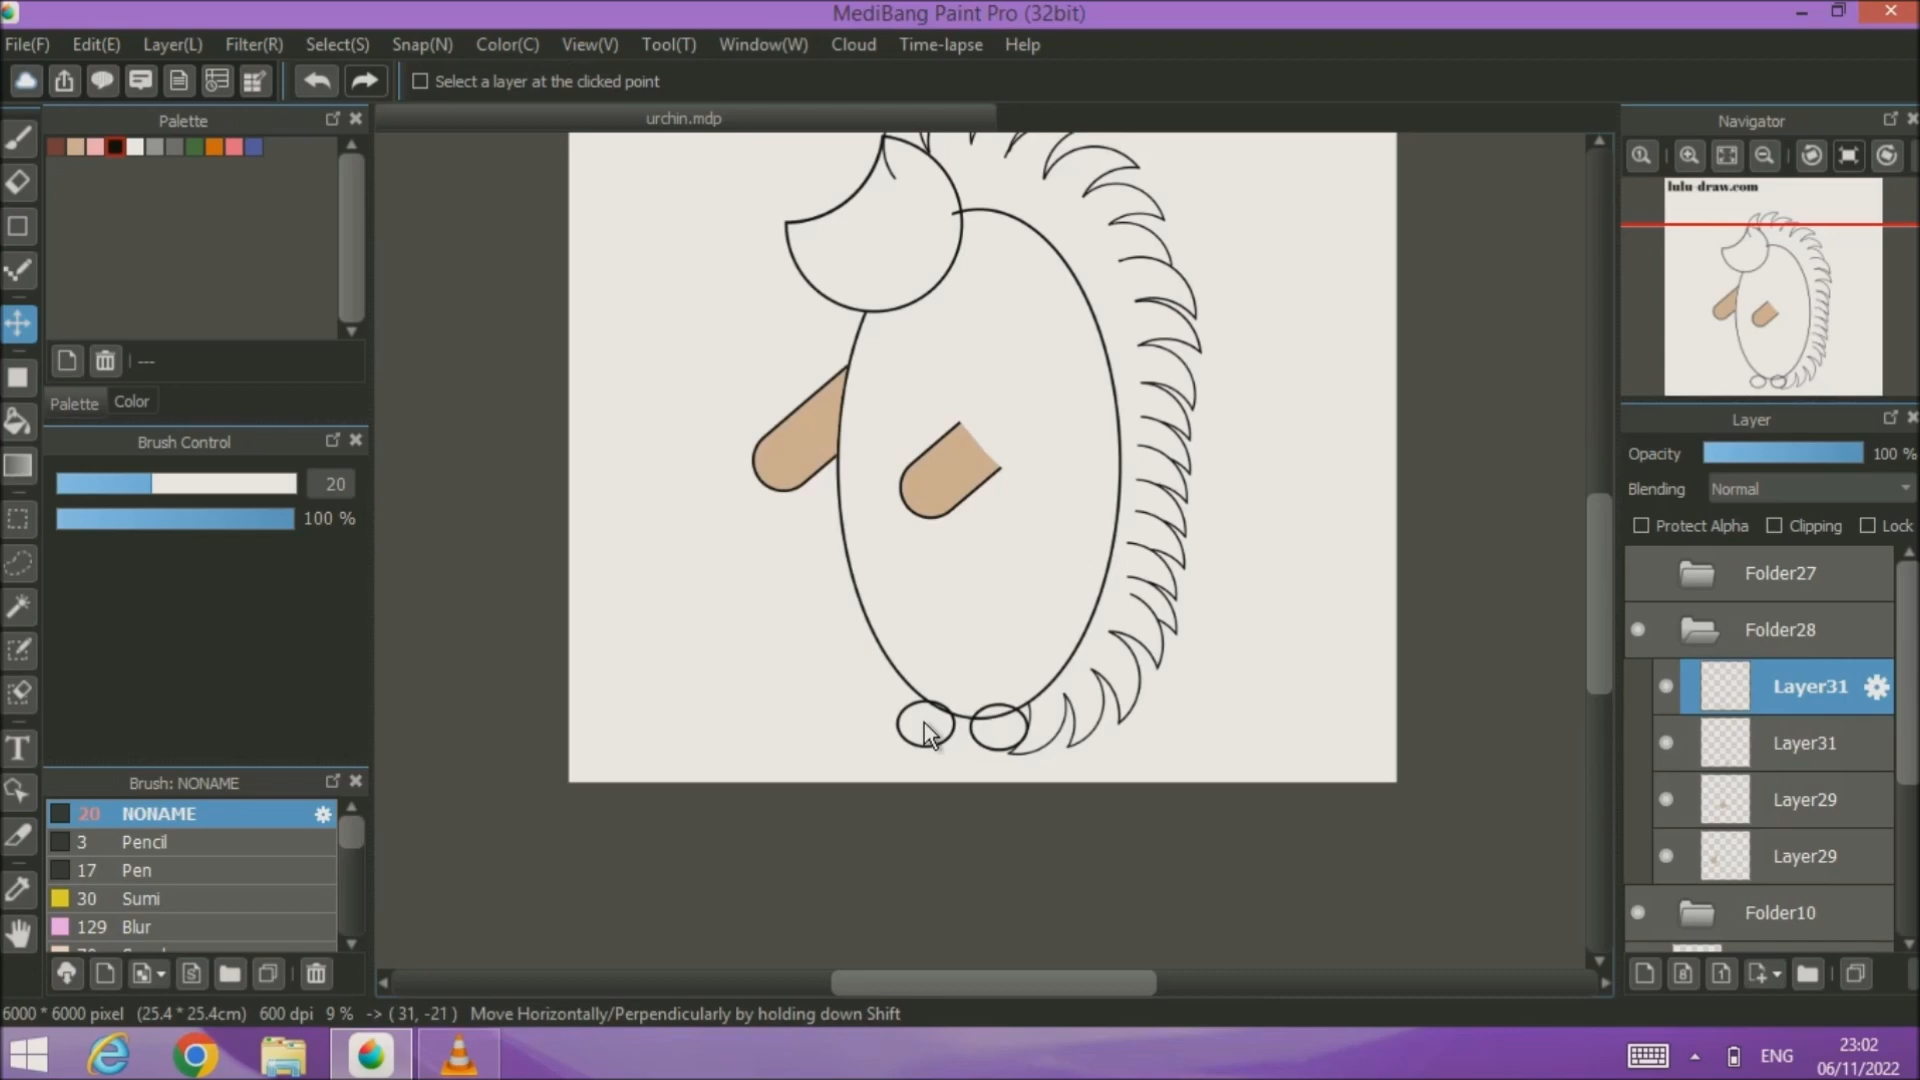 MediBang Paint Pro (32bit)
File(F) Edit(E) Layer(L) Filter(R) Select(S) Snap(N) Color(C) View(V) Tool(T) Window(W) Cloud Time-lapse Help
Select a layer at the clicked point
Palette
urchin.mdp
Navigator
lulu-draw.com
---
Palette Color
Brush Control
20
100 %
Layer
Opacity 100 %
Blending Normal
Protect Alpha Clipping Lock
Folder27
Folder28
Layer31
Layer31
Layer29
Layer29
Folder10
Brush: NONAME
20 NONAME
3 Pencil
17 Pen
30 Sumi
129 Blur
6000 * 6000 pixel (25.4 * 25.4cm) 600 dpi 9 % -> ( 31, -21 ) Move Horizontally/Perpendicularly by holding down Shift
ENG
23:02
06/11/2022